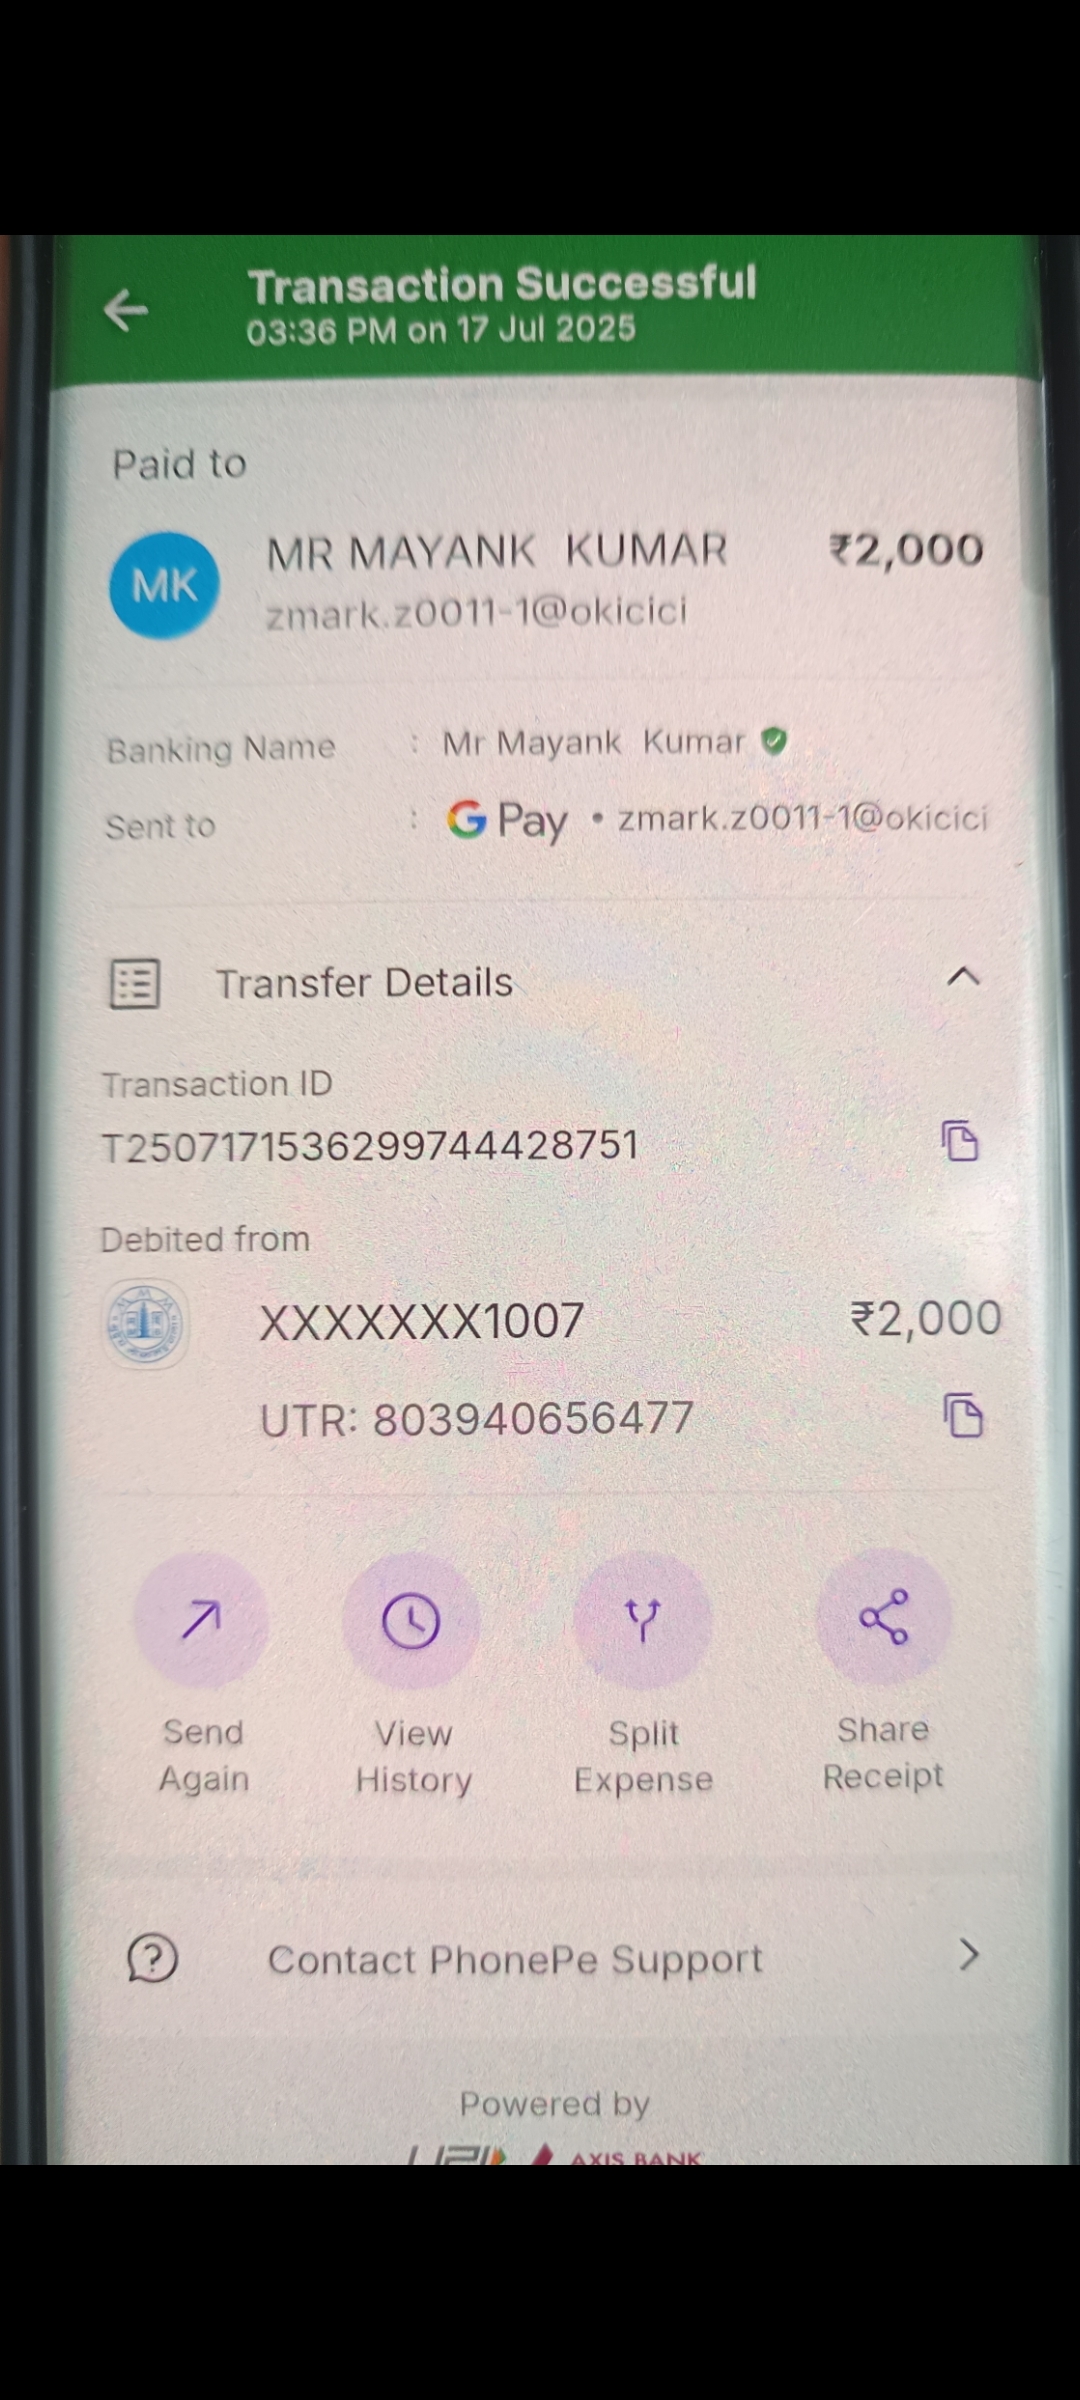 Transaction Successful
03:36 PM on 17 Jul 2025
Paid to
MK
MR MAYANK KUMAR
₹2,000
zmark.z0011-1@okicici
Banking Name : Mr Mayank Kumar
Sent to : G Pay • zmark.z0011-1@okicici
Transfer Details
Transaction ID
T2507171536299744428751
Debited from
XXXXXXX1007
₹2,000
UTR: 803940656477
Send Again
View History
Split Expense
Share Receipt
Contact PhonePe Support
Powered by
UPI AXIS BANK